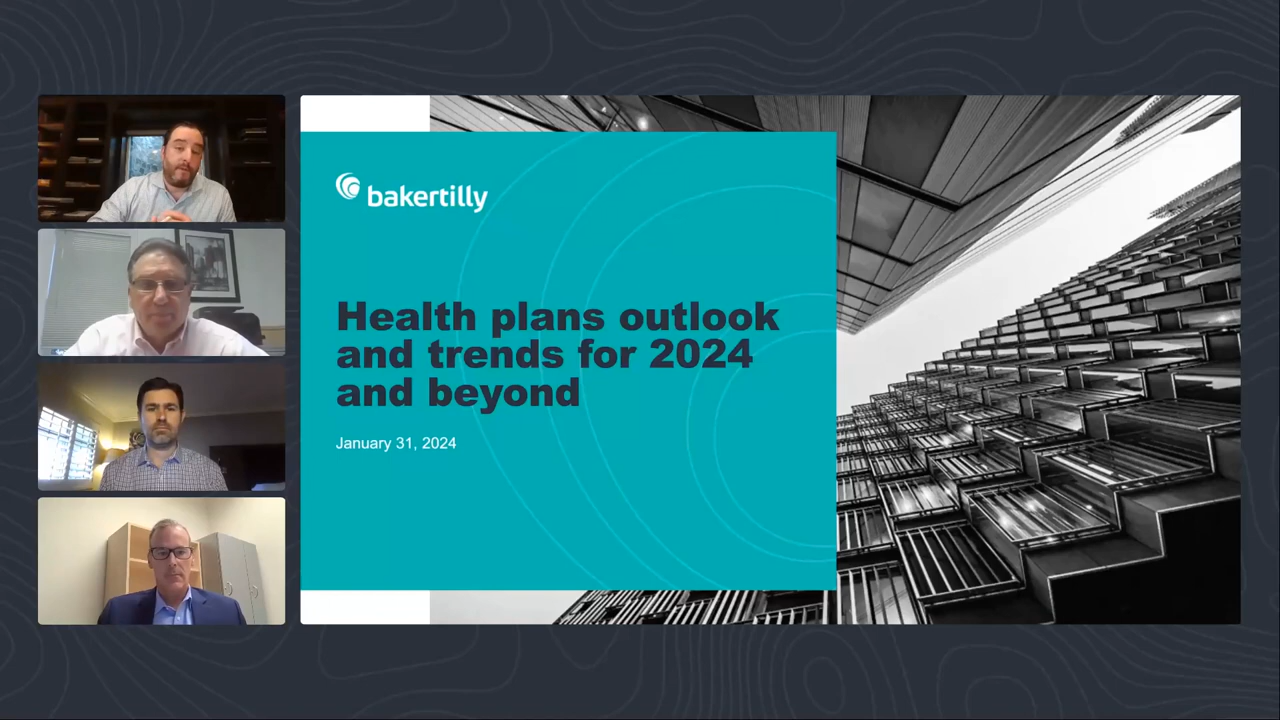 bakertilly
Health plans outlook
and trends for 2024
and beyond
January 31, 2024